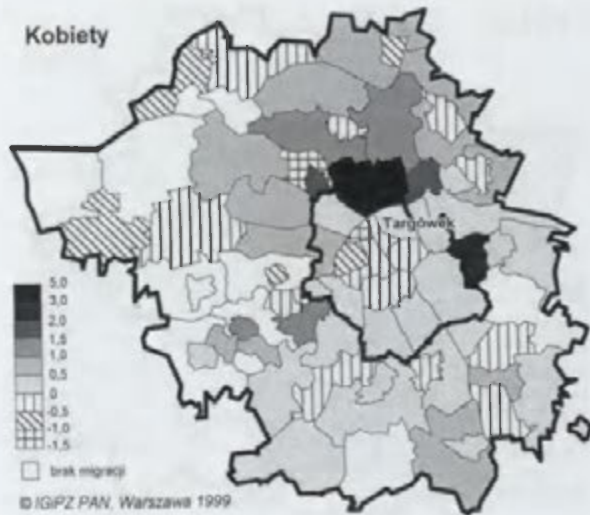 Kobiety
Targówek
5,0
3,0
2,0
1,5
1,0
0,5
0
-0,5
-1,0
-1,5
brak migracji
© IGiPZ PAN, Warszawa 1999